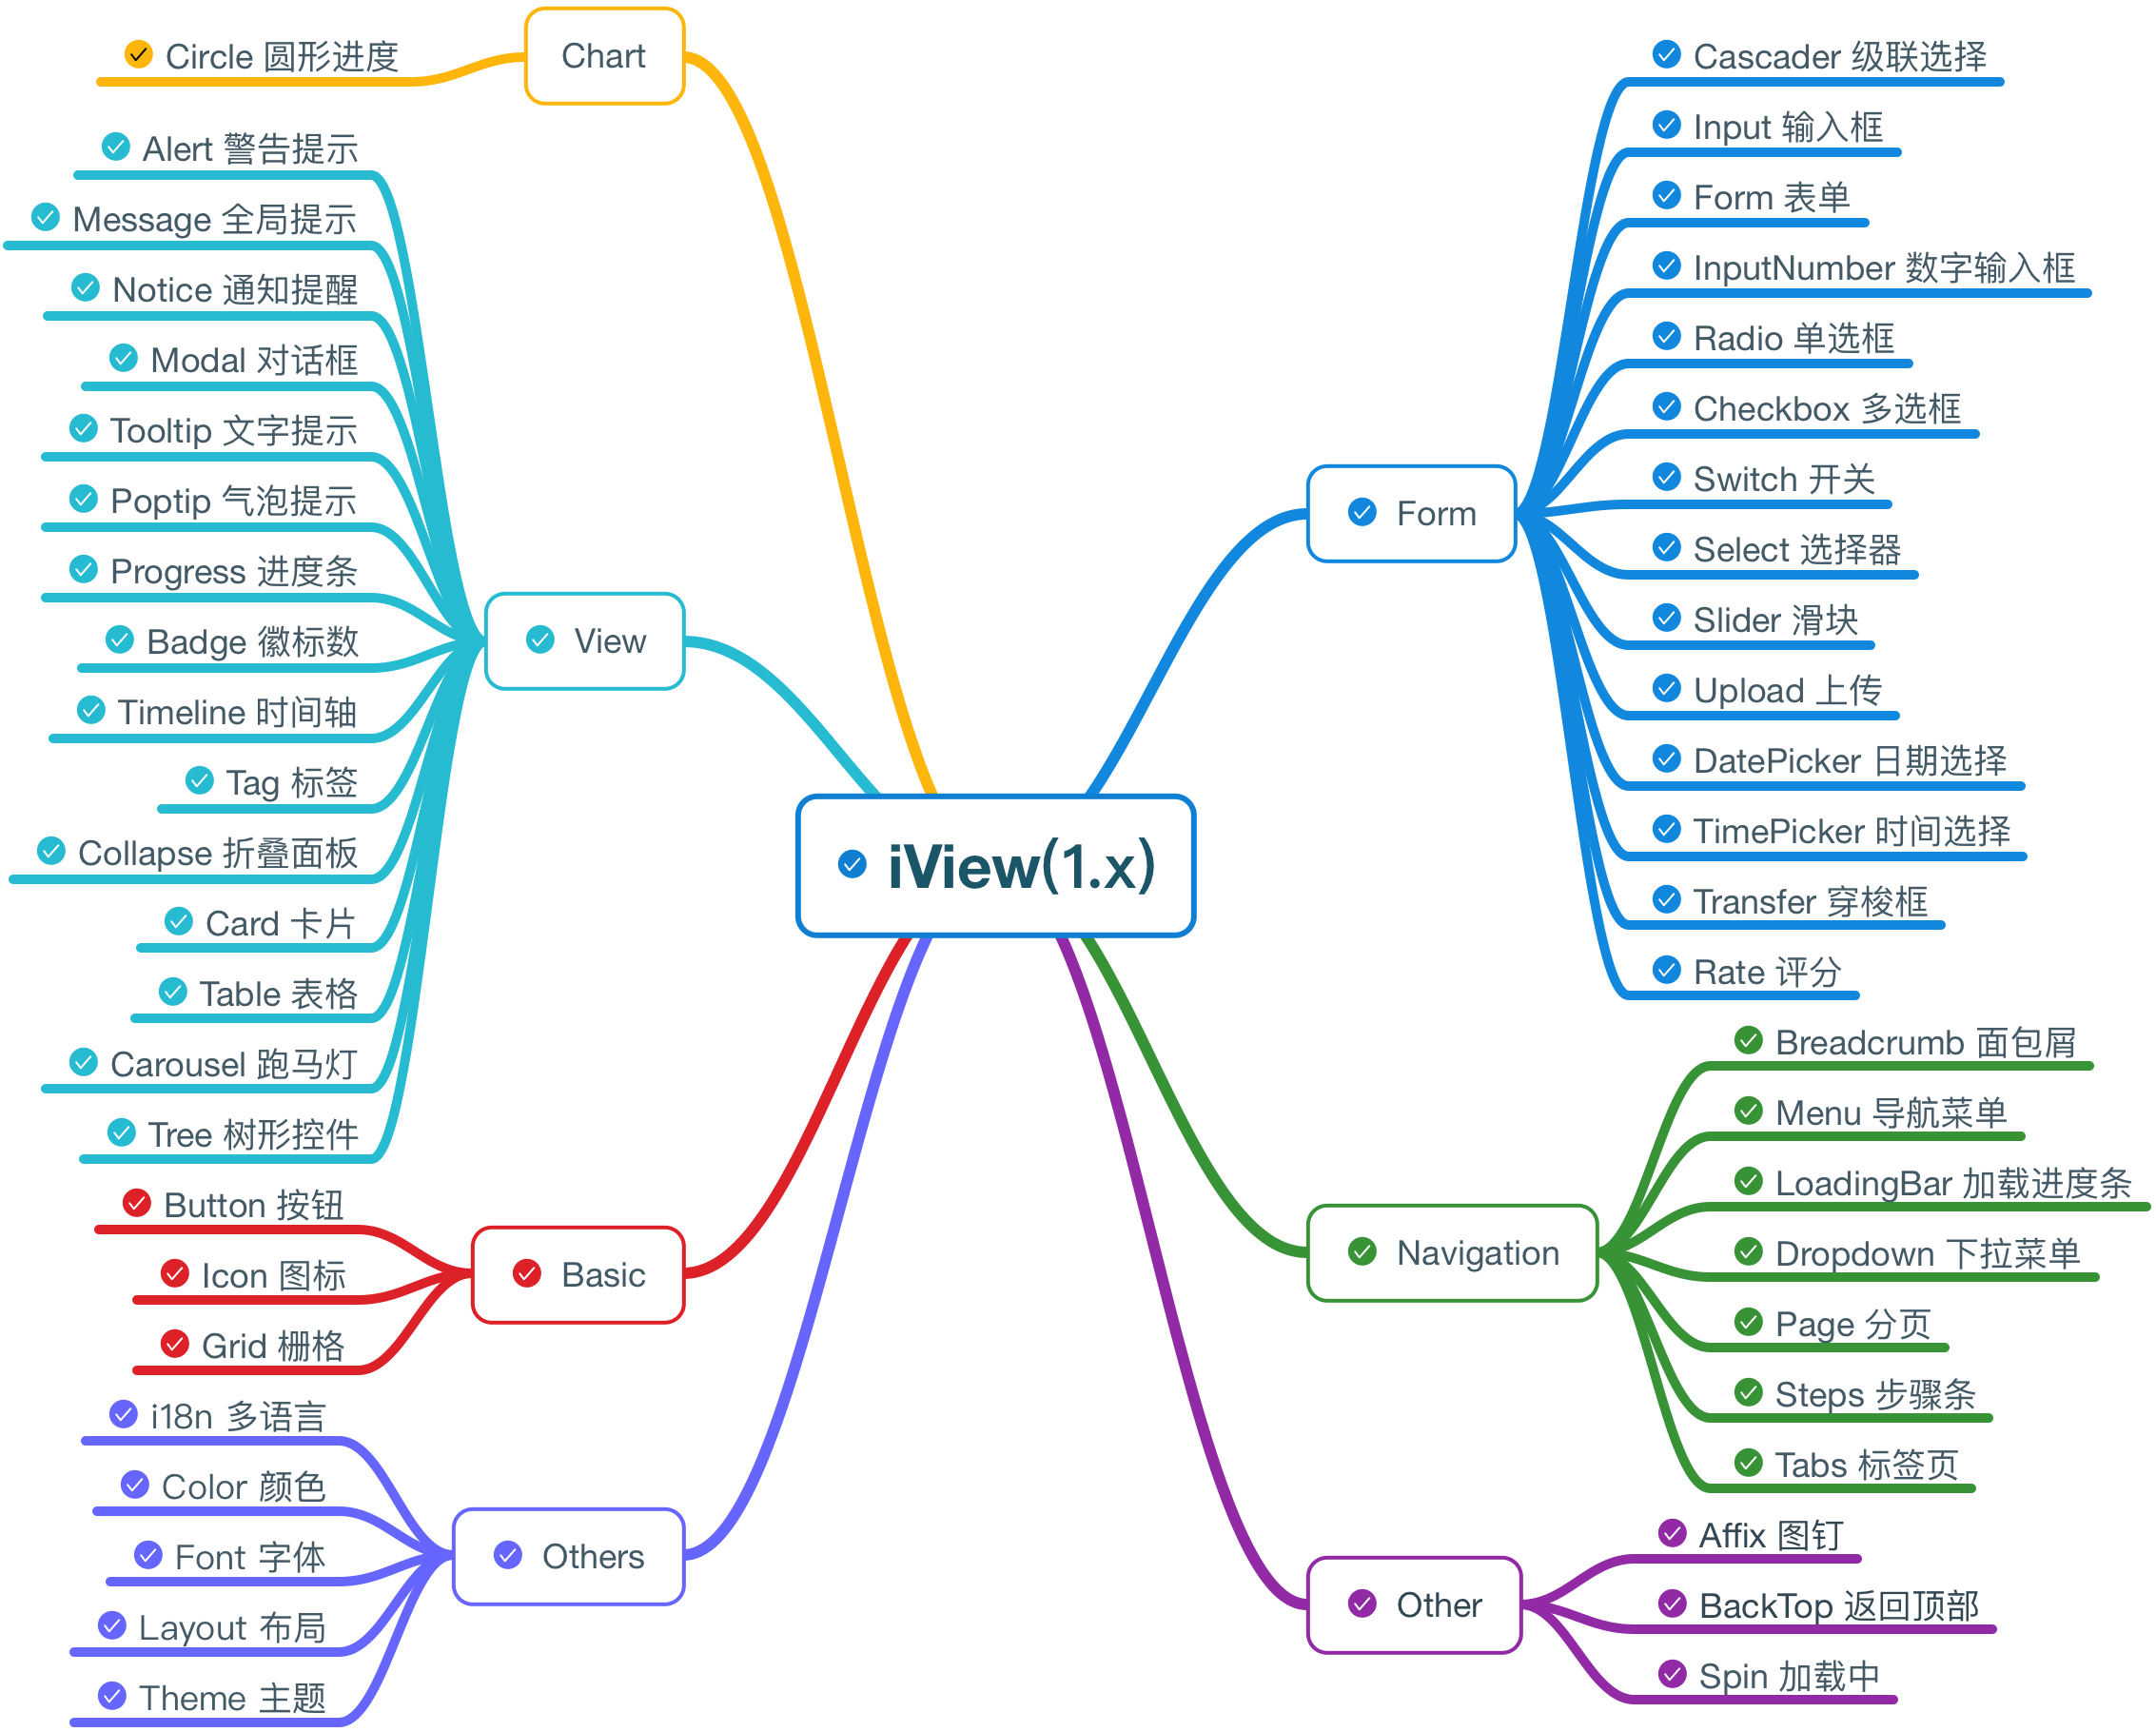 iView(1.x)
Chart
Circle 圆形进度
View
Alert 警告提示
Message 全局提示
Notice 通知提醒
Modal 对话框
Tooltip 文字提示
Poptip 气泡提示
Progress 进度条
Badge 徽标数
Timeline 时间轴
Tag 标签
Collapse 折叠面板
Card 卡片
Table 表格
Carousel 跑马灯
Tree 树形控件
Basic
Button 按钮
Icon 图标
Grid 栅格
Others
i18n 多语言
Color 颜色
Font 字体
Layout 布局
Theme 主题
Form
Cascader 级联选择
Input 输入框
Form 表单
InputNumber 数字输入框
Radio 单选框
Checkbox 多选框
Switch 开关
Select 选择器
Slider 滑块
Upload 上传
DatePicker 日期选择
TimePicker 时间选择
Transfer 穿梭框
Rate 评分
Navigation
Breadcrumb 面包屑
Menu 导航菜单
LoadingBar 加载进度条
Dropdown 下拉菜单
Page 分页
Steps 步骤条
Tabs 标签页
Other
Affix 图钉
BackTop 返回顶部
Spin 加载中